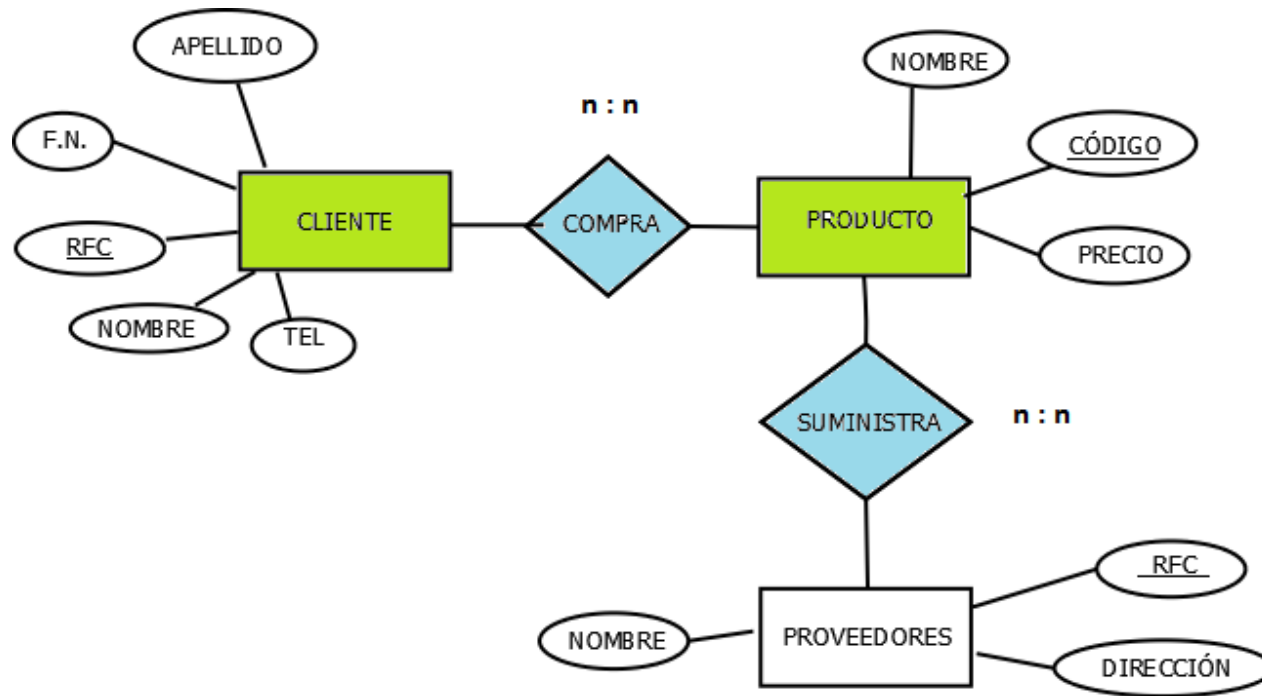 APELLIDO
NOMBRE
n : n
F.N.
CÓDIGO
CLIENTE
COMPRA
PRODUCTO
RFC
PRECIO
NOMBRE
TEL
SUMINISTRA
n : n
RFC
NOMBRE
PROVEEDORES
DIRECCIÓN